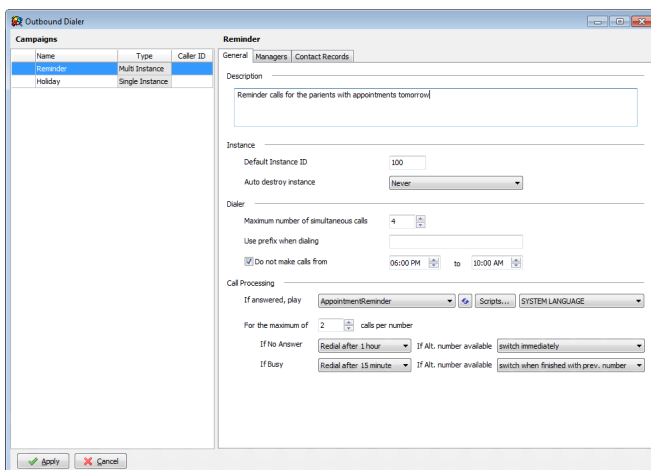 Outbound Dialer
Campaigns
Name Type Caller ID
Reminder Multi Instance
Holiday Single Instance
Reminder
General Managers Contact Records
Description
Reminder calls for the parients with appointments tomorrow
Instance
Default Instance ID 100
Auto destroy instance Never
Dialer
Maximum number of simultaneous calls 4
Use prefix when dialing
Do not make calls from 06:00 PM to 10:00 AM
Call Processing
If answered, play AppointmentReminder Scripts... SYSTEM LANGUAGE
For the maximum of 2 calls per number
If No Answer Redial after 1 hour If Alt. number available switch immediately
If Busy Redial after 15 minute If Alt. number available switch when finished with prev. number
Apply Cancel